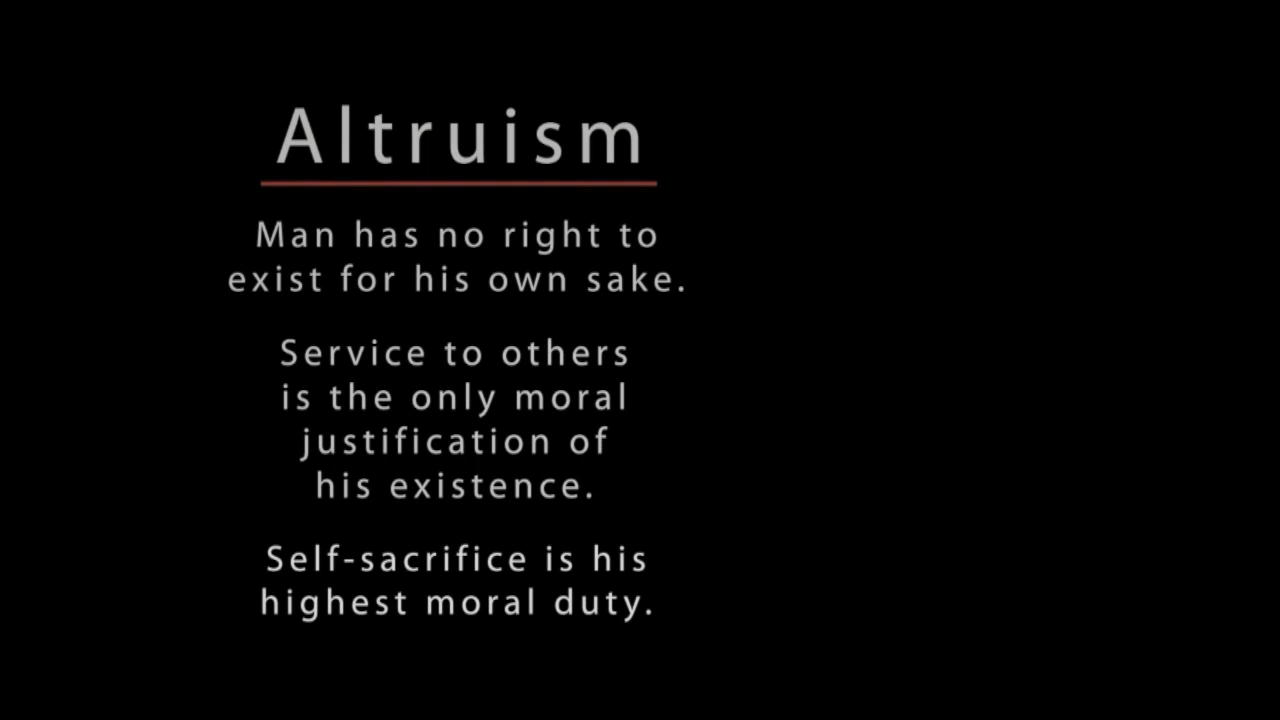 Altruism
Man has no right to
exist for his own sake.
Service to others
is the only moral
justification of
his existence.
Self-sacrifice is his
highest moral duty.